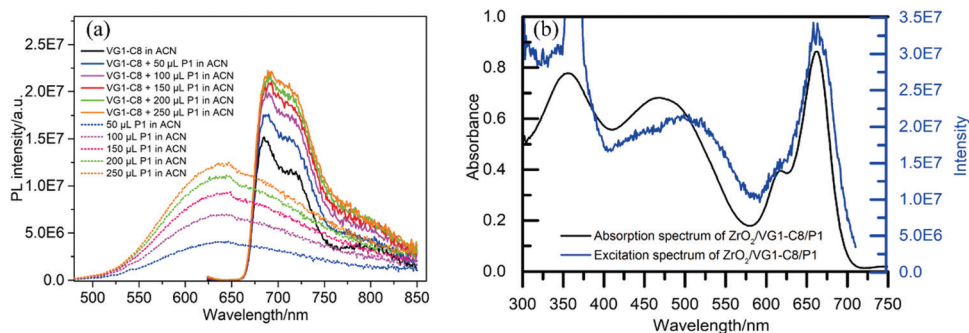 (a)
2.5E7
2.0E7
1.5E7
1.0E7
5.0E6
0.0
PL intensity/a.u.
VG1-C8 in ACN
VG1-C8 + 50 μL P1 in ACN
VG1-C8 + 100 μL P1 in ACN
VG1-C8 + 150 μL P1 in ACN
VG1-C8 + 200 μL P1 in ACN
VG1-C8 + 250 μL P1 in ACN
50 μL P1 in ACN
100 μL P1 in ACN
150 μL P1 in ACN
200 μL P1 in ACN
250 μL P1 in ACN
500 550 600 650 700 750 800 850
Wavelength/nm
(b)
1.0
0.8
0.6
0.4
0.2
0.0
Absorbance
Absorption spectrum of ZrO2/VG1-C8/P1
Excitation spectrum of ZrO2/VG1-C8/P1
300 350 400 450 500 550 600 650 700 750
Wavelength/nm
3.5E7
3.0E7
2.5E7
2.0E7
1.5E7
1.0E7
5.0E6
0.0
Intensity